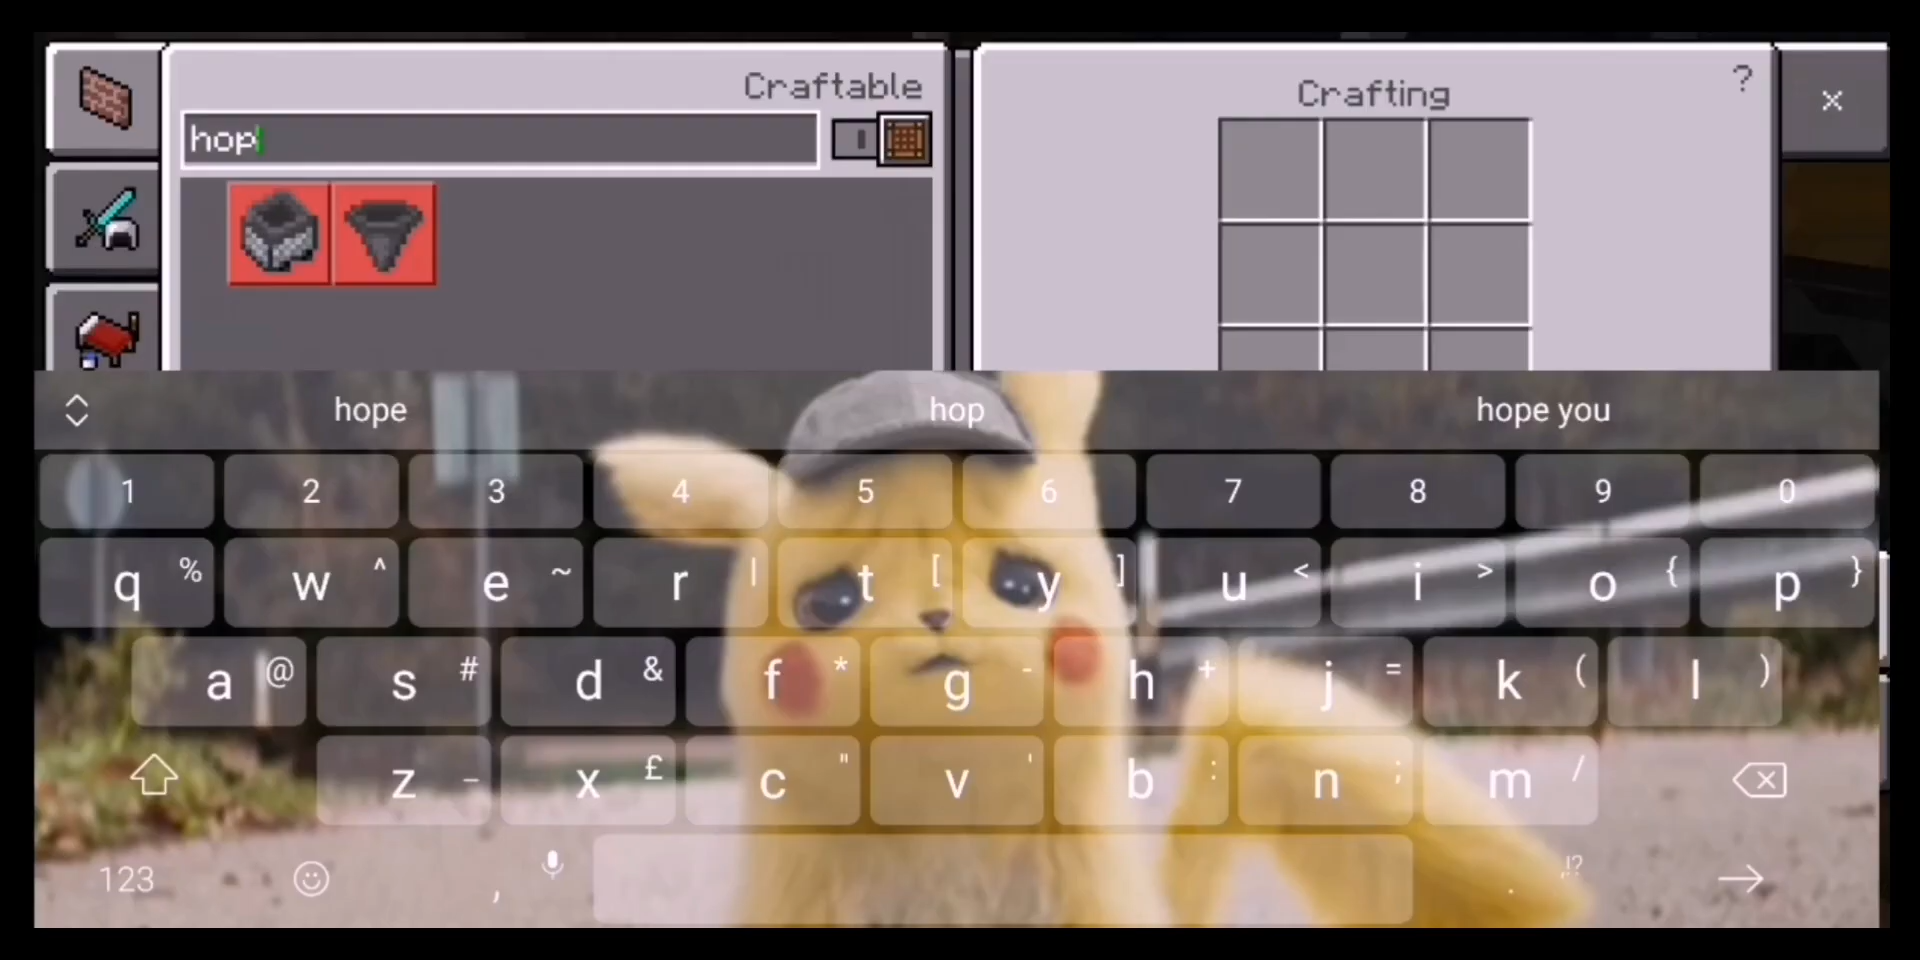 Craftable
hop
Crafting
?
×
hope hop hope you
1 2 3 4 5 6 7 8 9 0
q % w ^ e ~ r | t [ y ] u < i > o { p }
a @ s # d & f * g - h + j = k ( l )
z _ x £ c " v ' b : n ; m /
123 , . ,!?